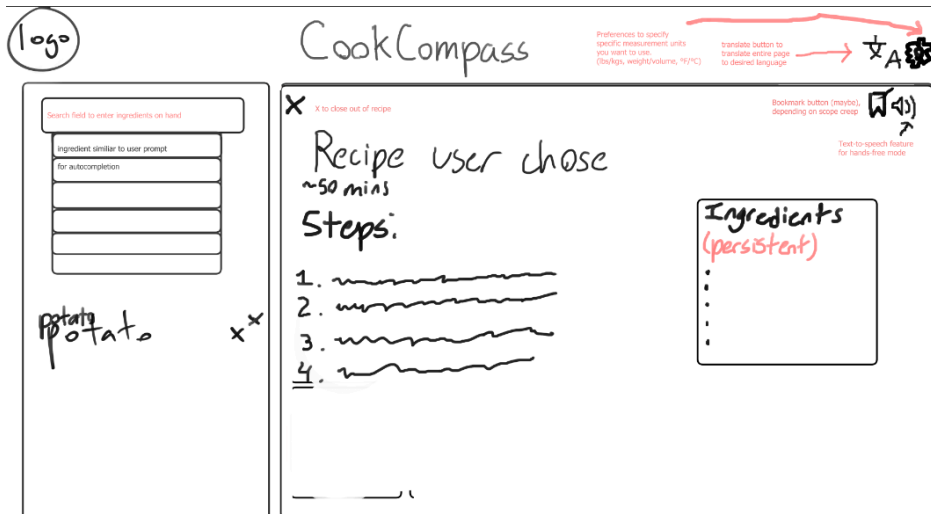 logo
CookCompass
Preferences to specify
specific measurement units
you want to use.
(lbs/kgs, weight/volume, °F/°C)
translate button to
translate entire page
to desired language
A
Search field to enter ingredients on hand
ingredient similiar to user prompt
for autocompletion
potato
potato
x x
X
X to close out of recipe
Bookmark button (maybe),
depending on scope creep
Text-to-speech feature
for hands-free mode
Recipe user chose
~50 mins
Steps:
1.
2.
3.
4.
Ingredients
(persistent)